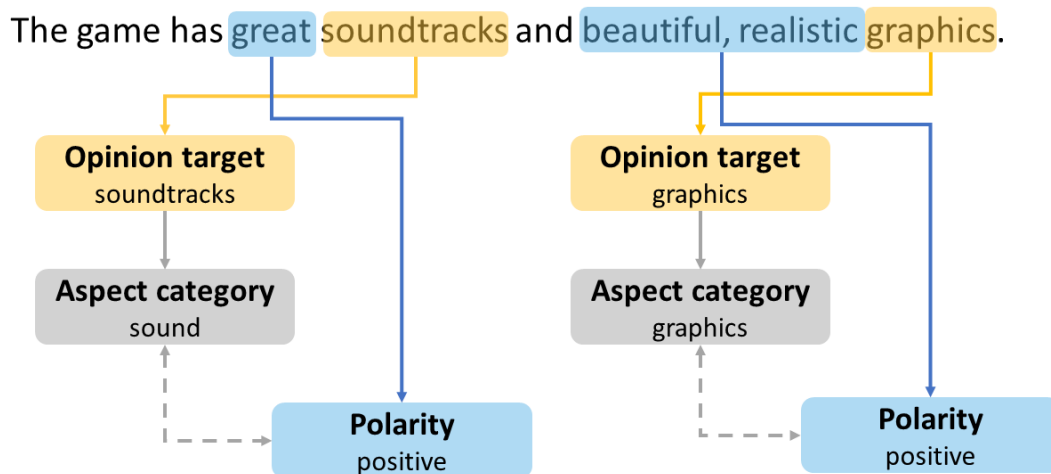 The game has great soundtracks and beautiful, realistic graphics.
Opinion target
soundtracks
Opinion target
graphics
Aspect category
sound
Aspect category
graphics
Polarity
positive
Polarity
positive